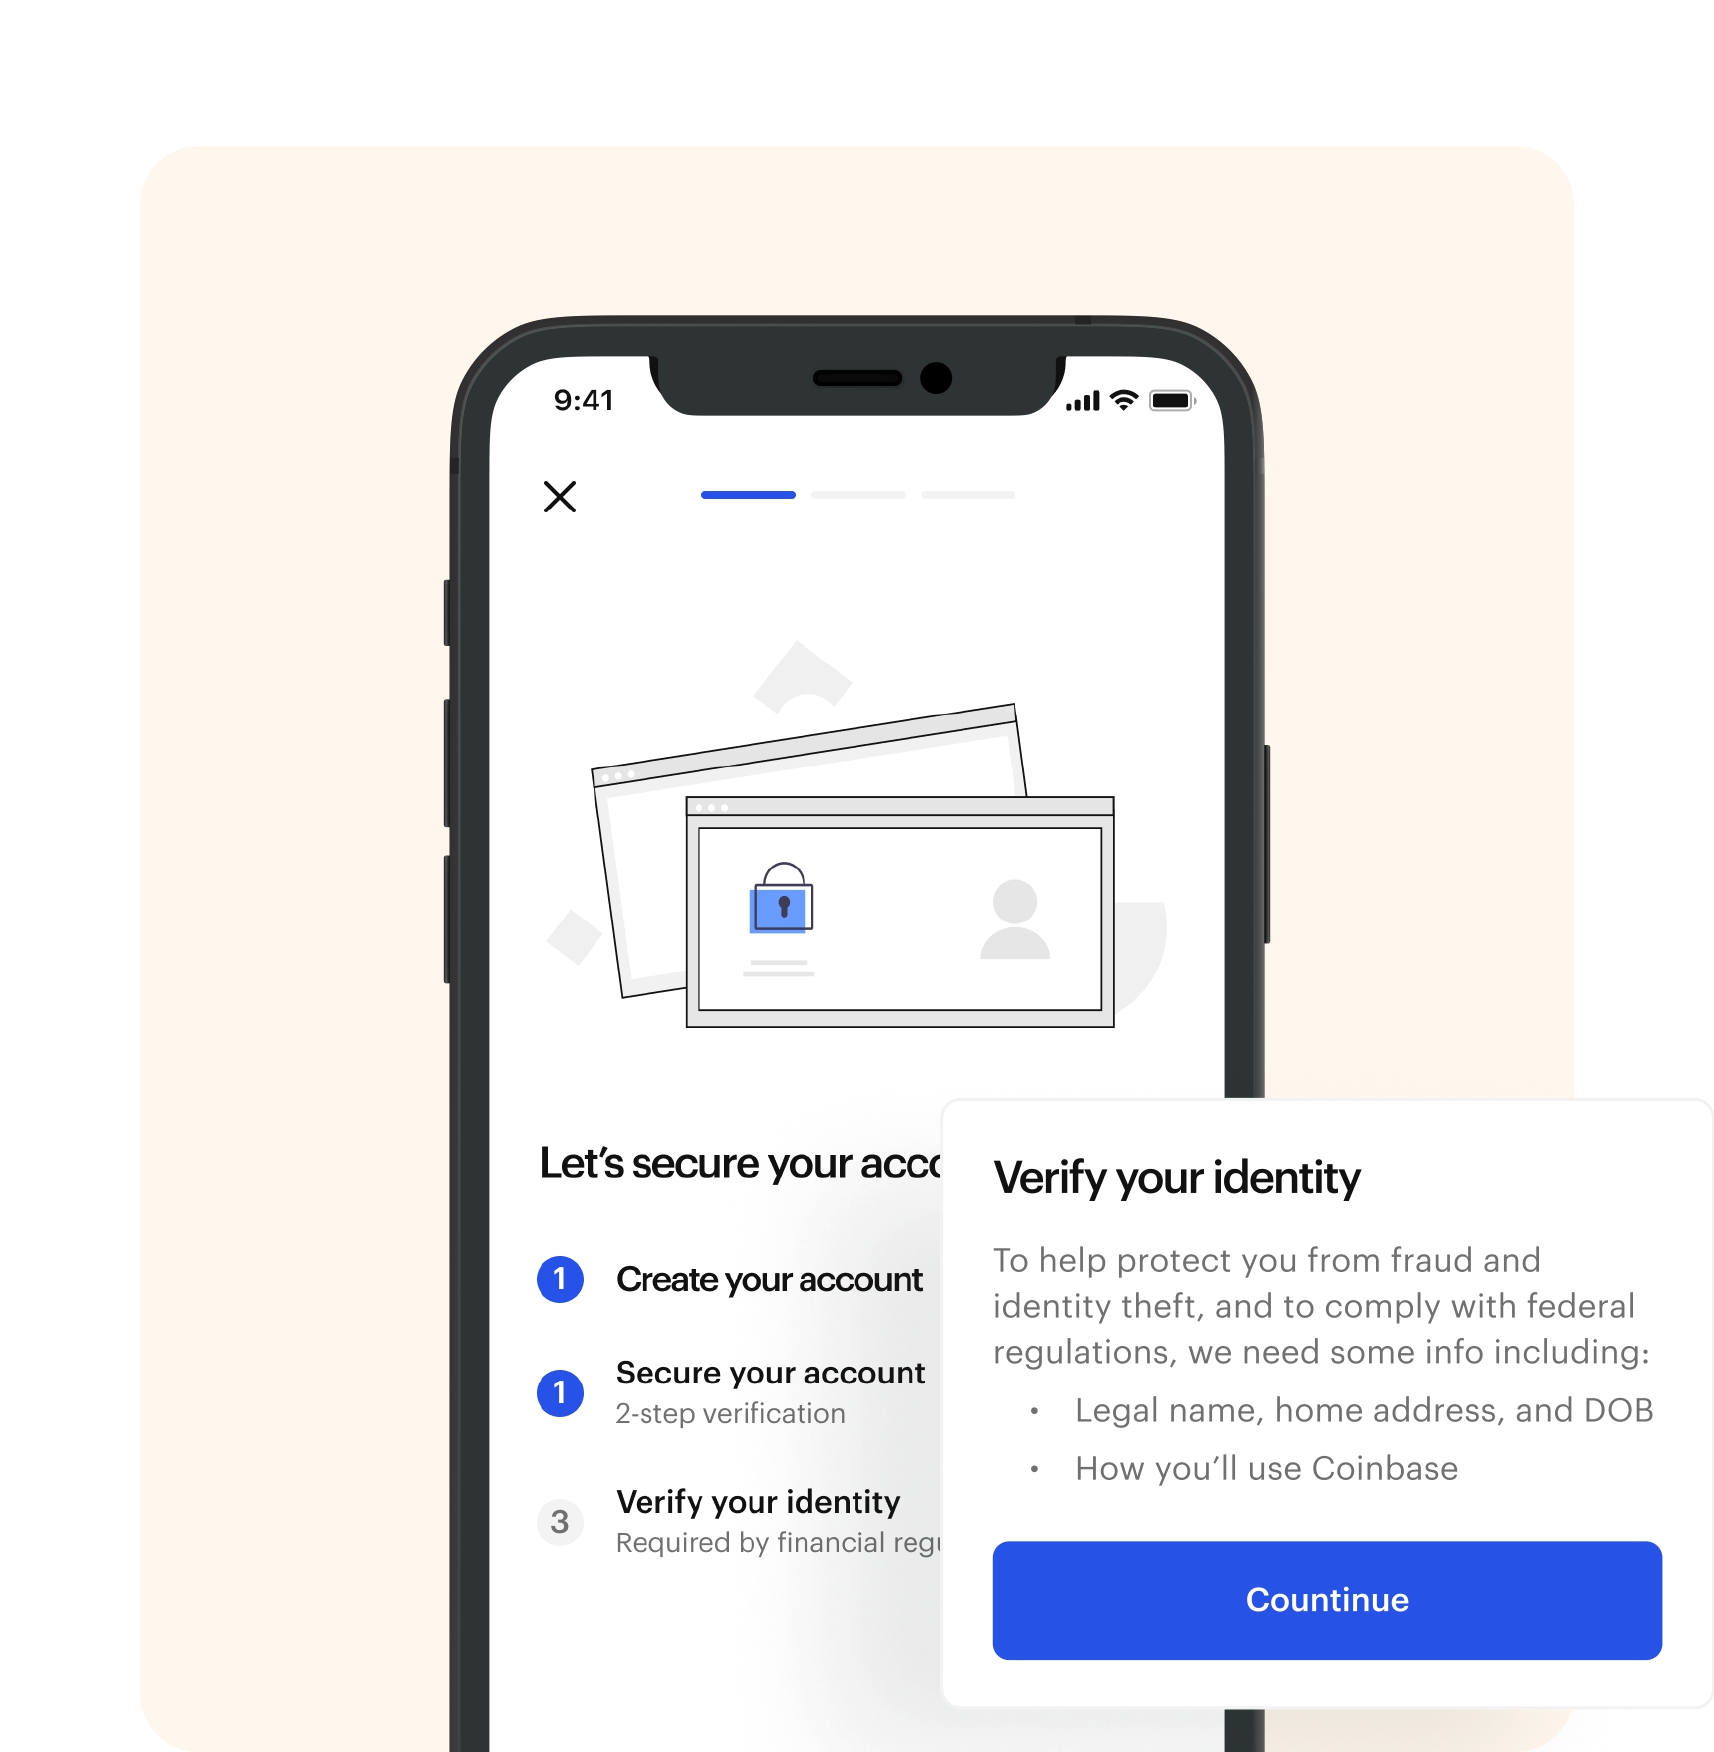 9:41
Let's secure your acco
1 Create your account
1 Secure your account
2-step verification
3 Verify your identity
Required by financial regu
Verify your identity
To help protect you from fraud and
identity theft, and to comply with federal
regulations, we need some info including:
• Legal name, home address, and DOB
• How you'll use Coinbase
Countinue